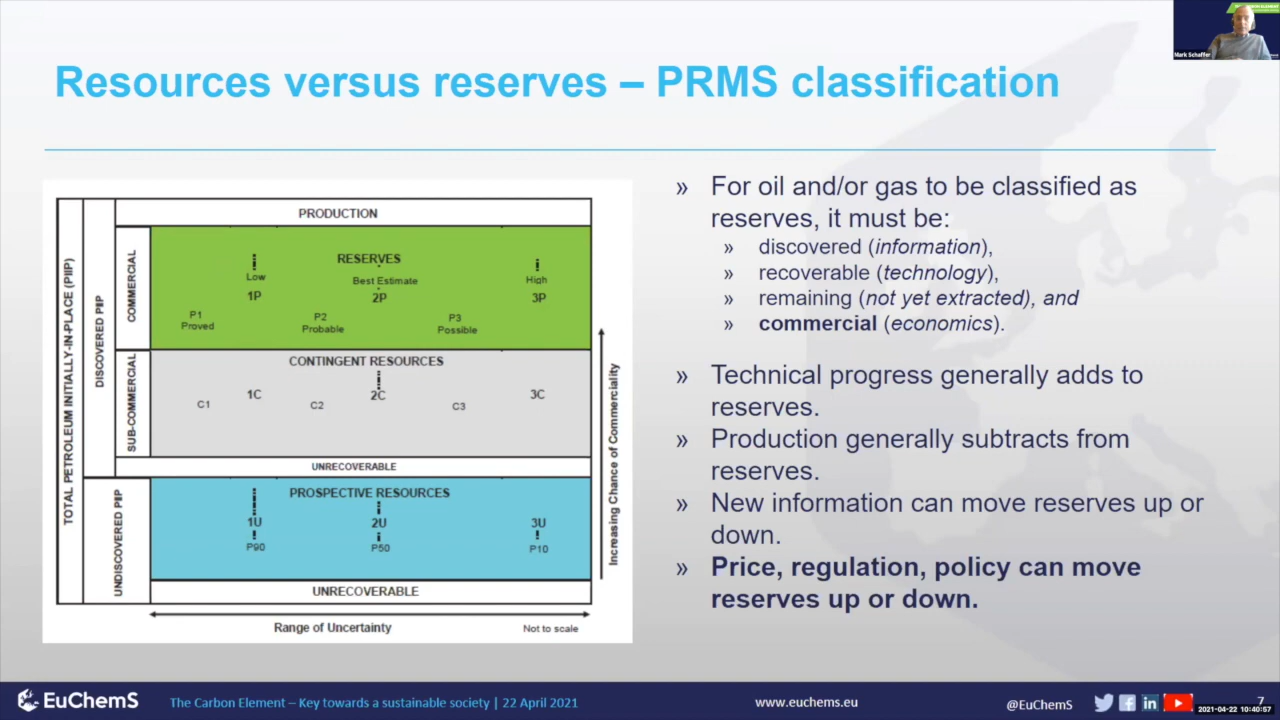 Mark Schaffer
Resources versus reserves – PRMS classification
TOTAL PETROLEUM INITIALLY-IN-PLACE (PIIP)
DISCOVERED PIIP
UNDISCOVERED PIIP
COMMERCIAL
SUB-COMMERCIAL
PRODUCTION
RESERVES
Low
Best Estimate
High
1P
2P
3P
P1
Proved
P2
Probable
P3
Possible
CONTINGENT RESOURCES
1C
2C
3C
C1
C2
C3
UNRECOVERABLE
PROSPECTIVE RESOURCES
1U
2U
3U
P90
P50
P10
UNRECOVERABLE
Increasing Chance of Commerciality
Range of Uncertainty
Not to scale
» For oil and/or gas to be classified as
reserves, it must be:
» discovered (information),
» recoverable (technology),
» remaining (not yet extracted), and
» commercial (economics).
» Technical progress generally adds to
reserves.
» Production generally subtracts from
reserves.
» New information can move reserves up or
down.
» Price, regulation, policy can move
reserves up or down.
EuChemS
The Carbon Element – Key towards a sustainable society | 22 April 2021
www.euchems.eu
@EuChemS
7
2021-04-22 10:40:57